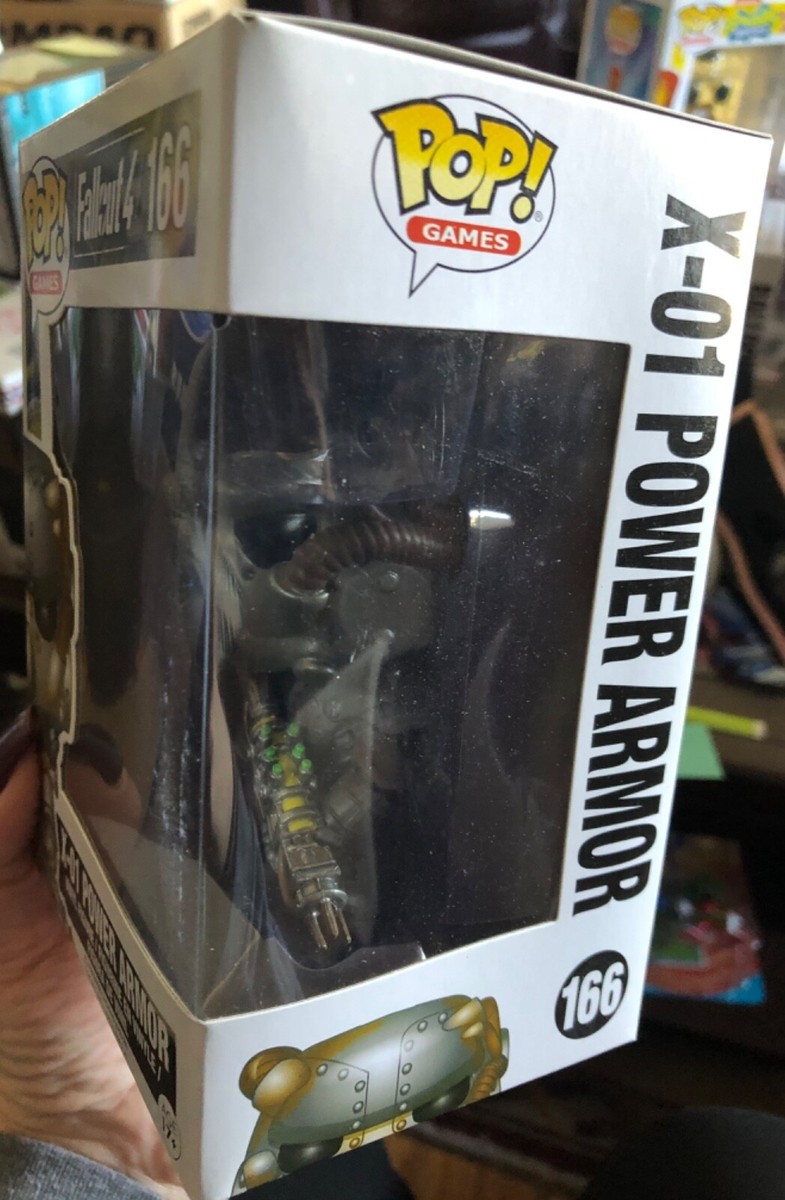 POP!
GAMES
Fallout 4 166
POP!
GAMES
X-01 POWER ARMOR
166
X-01 POWER ARMOR